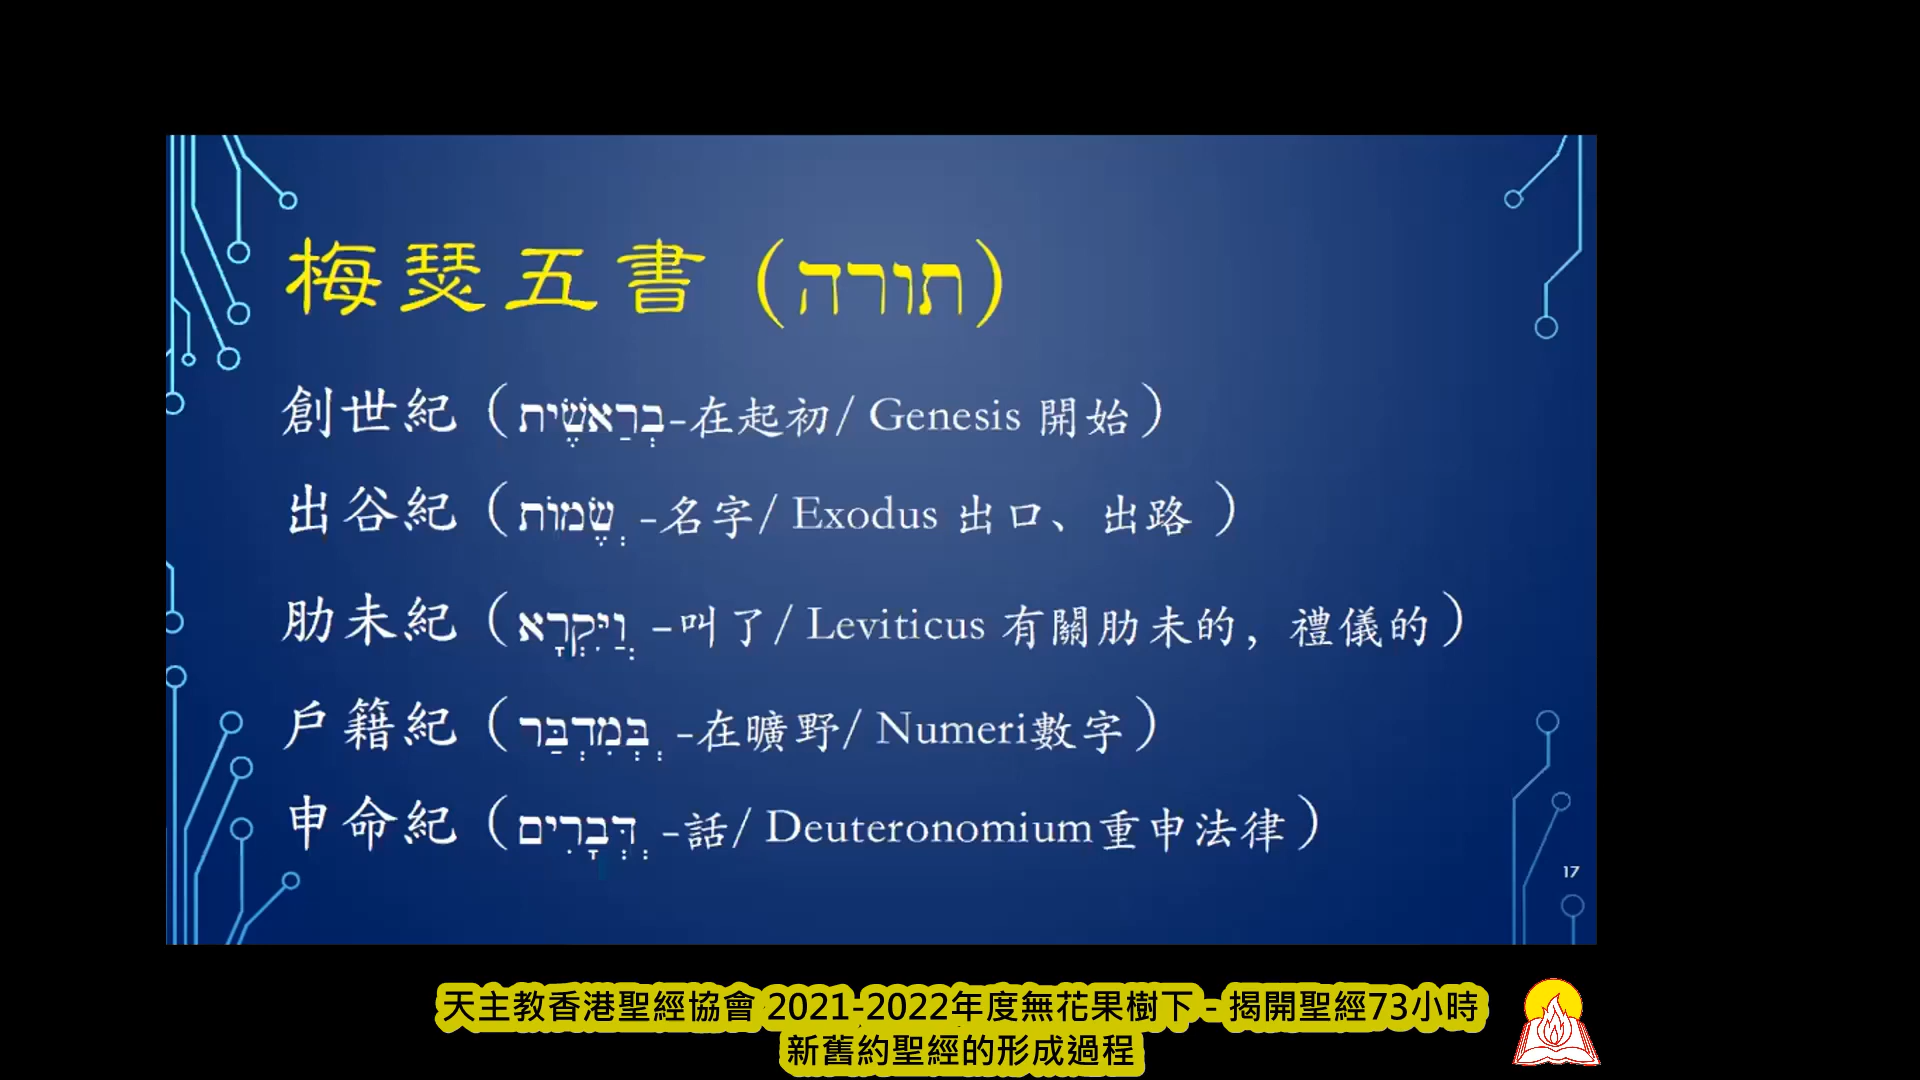 梅瑟五書 (תורה)
創世紀（בְרַאשֶׁית-在起初/ Genesis 開始）
出谷紀（שֶׁמוֹת ְ-名字/ Exodus 出口、出路 ）
肋未紀（וַיִּקְרָא ְ -叫了/ Leviticus 有關肋未的，禮儀的）
戶籍紀（בְּמִדְבַּר ְ -在曠野/ Numeri數字）
申命紀（דְּבָרִים ְ -話/ Deuteronomium重申法律）
17
天主教香港聖經協會 2021-2022年度無花果樹下 - 揭開聖經73小時
新舊約聖經的形成過程